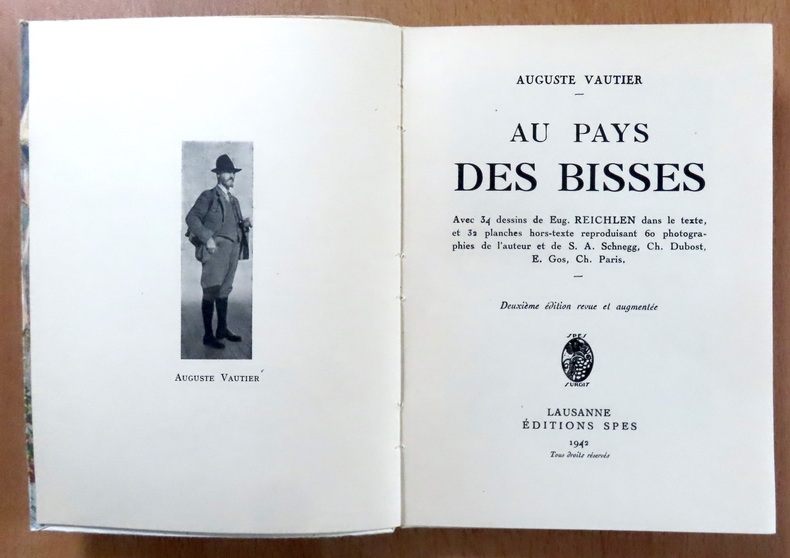 AUGUSTE VAUTIER
AUGUSTE VAUTIER
AU PAYS
DES BISSES
Avec 34 dessins de Eug. REICHLEN dans le texte,
et 32 planches hors-texte reproduisant 60 photogra-
phies de l'auteur et de S. A. Schnegg, Ch. Dubost,
E. Gos, Ch. Paris.
Deuxième édition revue et augmentée
SPES
SURGIT
LAUSANNE
ÉDITIONS SPES
1942
Tous droits réservés